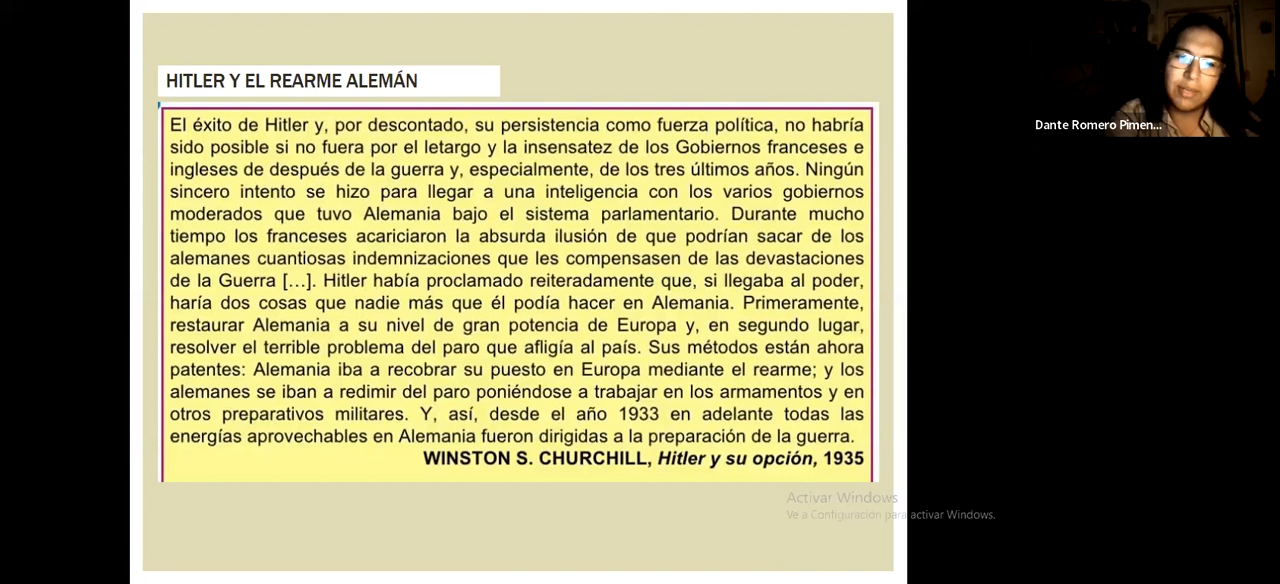 HITLER Y EL REARME ALEMÁN
El éxito de Hitler y, por descontado, su persistencia como fuerza política, no habría
sido posible si no fuera por el letargo y la insensatez de los Gobiernos franceses e
ingleses de después de la guerra y, especialmente, de los tres últimos años. Ningún
sincero intento se hizo para llegar a una inteligencia con los varios gobiernos
moderados que tuvo Alemania bajo el sistema parlamentario. Durante mucho
tiempo los franceses acariciaron la absurda ilusión de que podrían sacar de los
alemanes cuantiosas indemnizaciones que les compensasen de las devastaciones
de la Guerra […]. Hitler había proclamado reiteradamente que, si llegaba al poder,
haría dos cosas que nadie más que él podía hacer en Alemania. Primeramente,
restaurar Alemania a su nivel de gran potencia de Europa y, en segundo lugar,
resolver el terrible problema del paro que afligía al país. Sus métodos están ahora
patentes: Alemania iba a recobrar su puesto en Europa mediante el rearme; y los
alemanes se iban a redimir del paro poniéndose a trabajar en los armamentos y en
otros preparativos militares. Y, así, desde el año 1933 en adelante todas las
energías aprovechables en Alemania fueron dirigidas a la preparación de la guerra.
WINSTON S. CHURCHILL, Hitler y su opción, 1935
Dante Romero Pimen...
Activar Windows
Ve a Configuración para activar Windows.